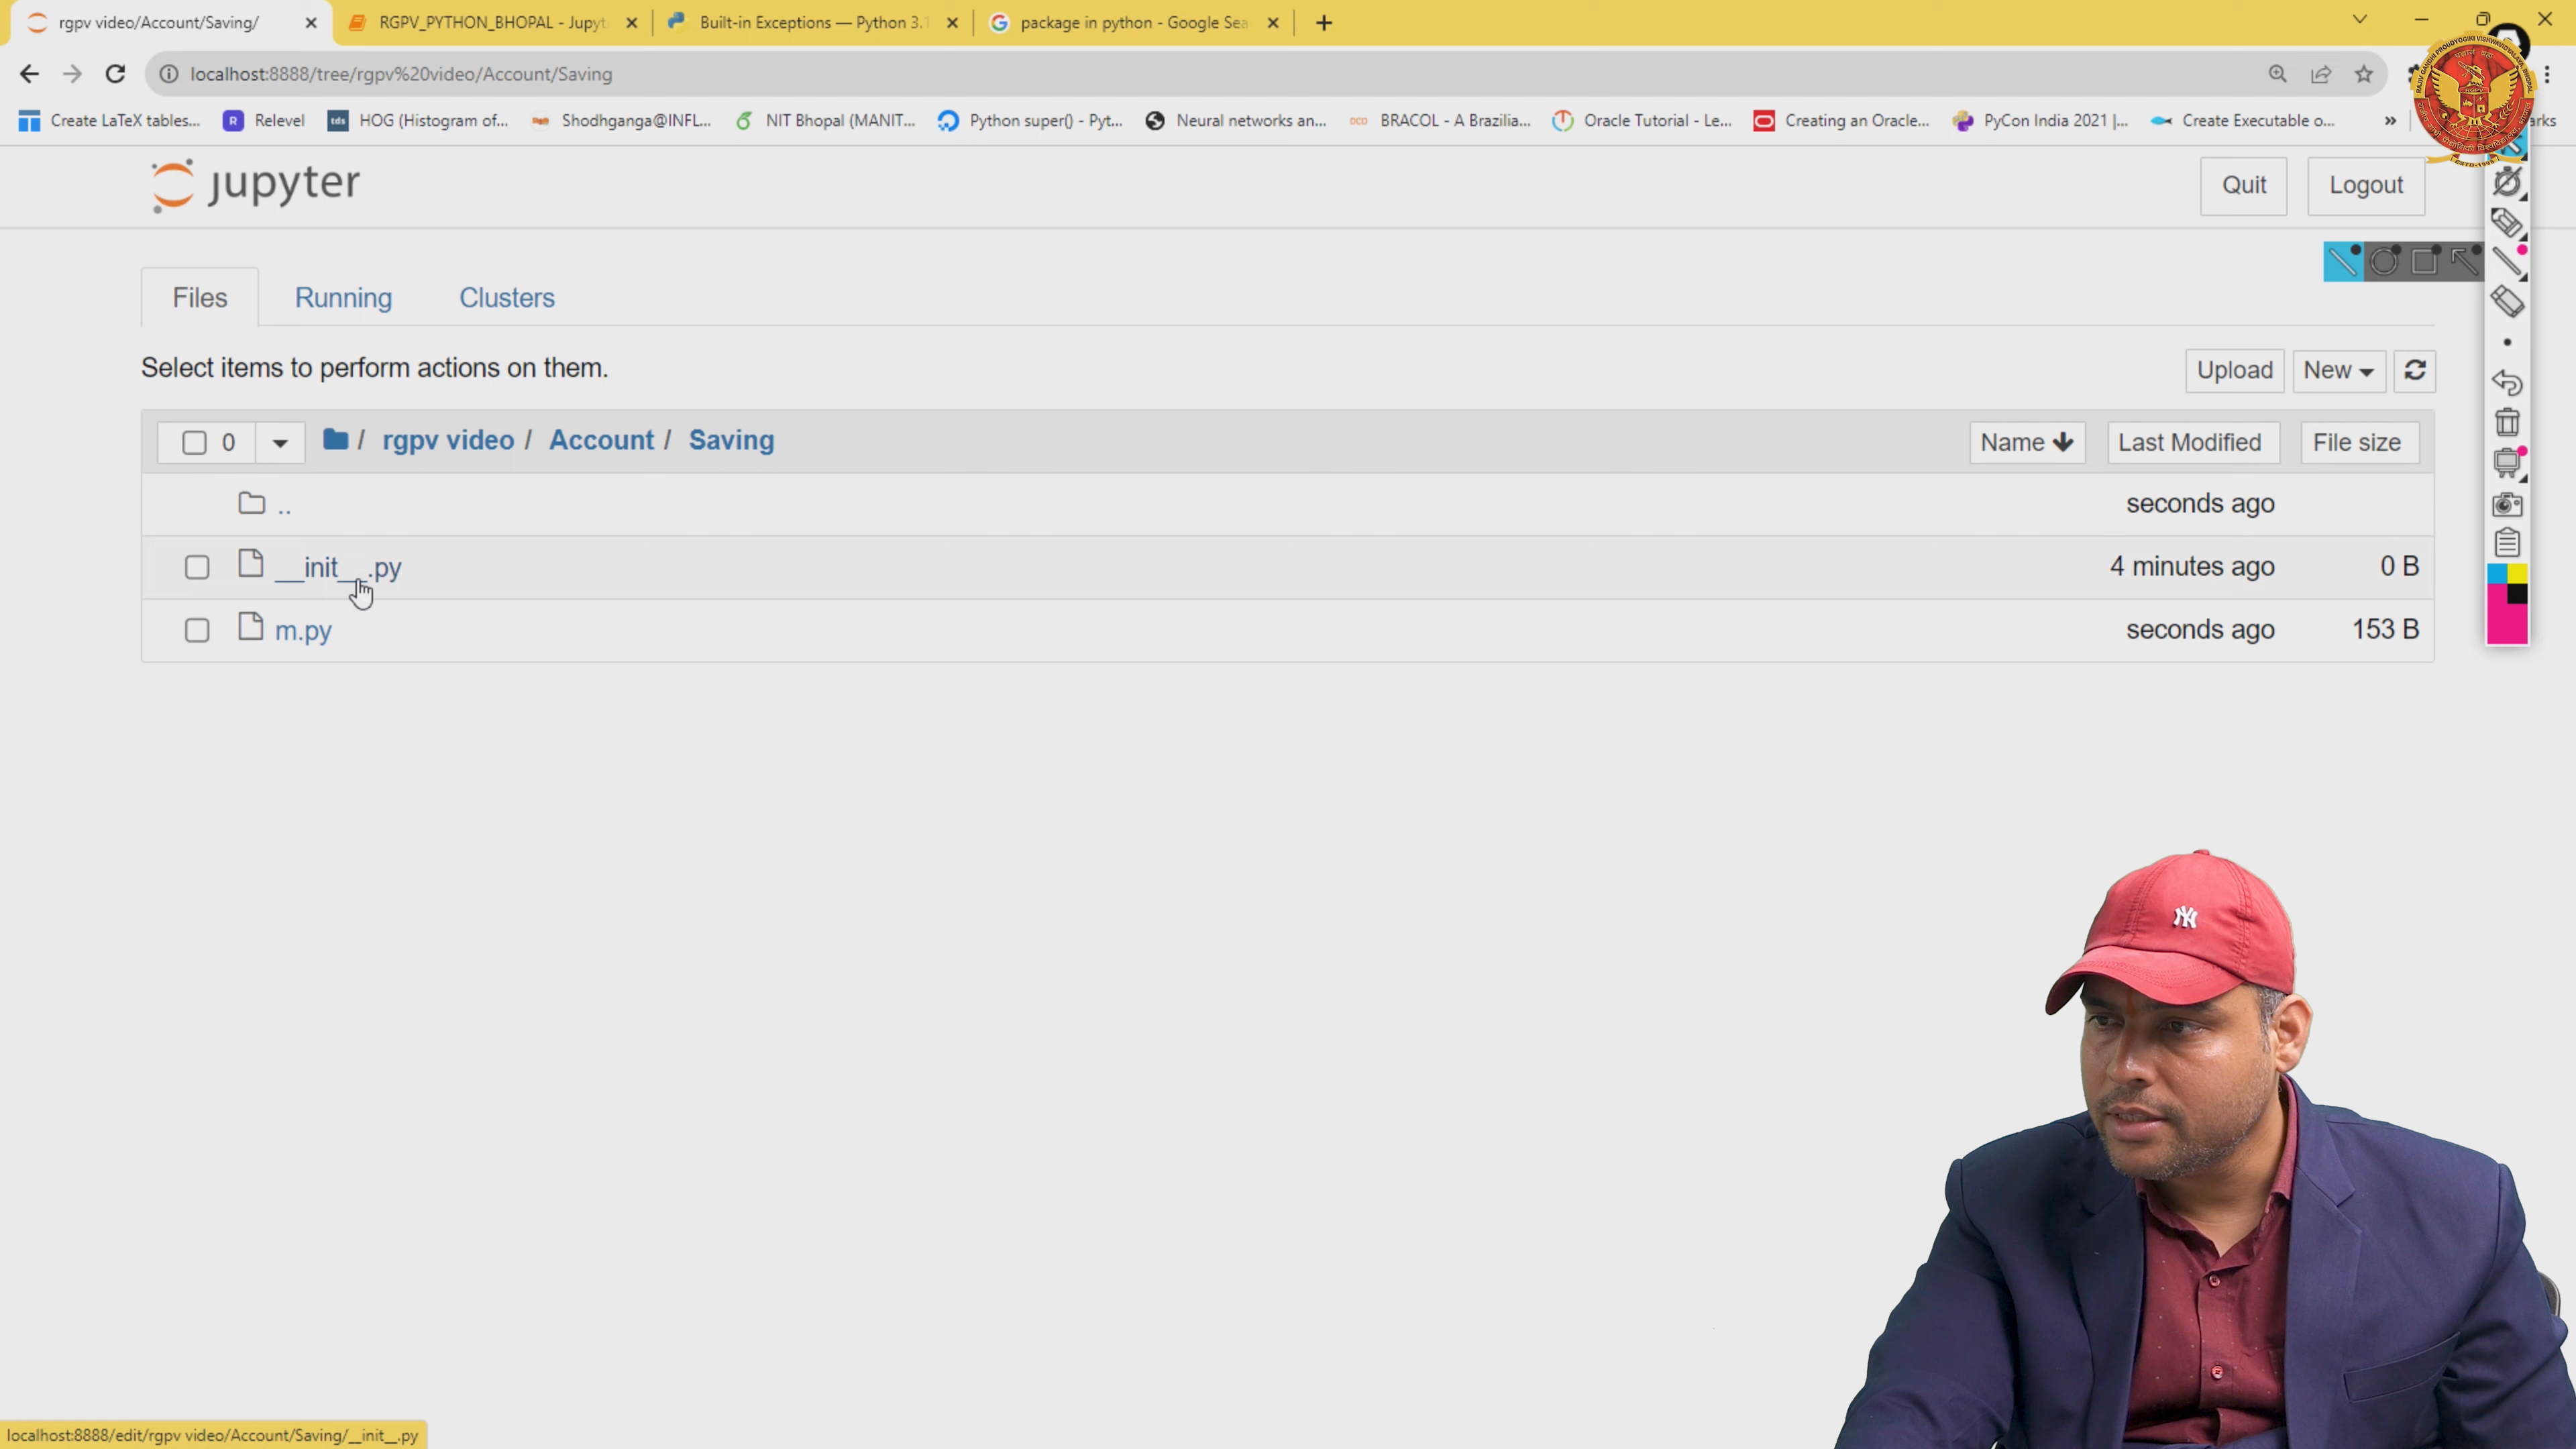 rgpv video/Account/Saving/
RGPV_PYTHON_BHOPAL - Jupyt
Built-in Exceptions — Python 3.1
package in python - Google Sea
localhost:8888/tree/rgpv%20video/Account/Saving
Create LaTeX tables...
R Relevel
tds HOG (Histogram of...
Shodhganga@INFL...
NIT Bhopal (MANIT...
Python super() - Pyt...
Neural networks an...
DCD BRACOL - A Brazilia...
Oracle Tutorial - Le...
Creating an Oracle...
PyCon India 2021 |...
Create Executable o...
»
arks
jupyter
Quit
Logout
Files
Running
Clusters
Select items to perform actions on them.
Upload
New
0
/ rgpv video / Account / Saving
Name
Last Modified
File size
..
seconds ago
__init__.py
4 minutes ago
0 B
m.py
seconds ago
153 B
NY
localhost:8888/edit/rgpv video/Account/Saving/__init__.py